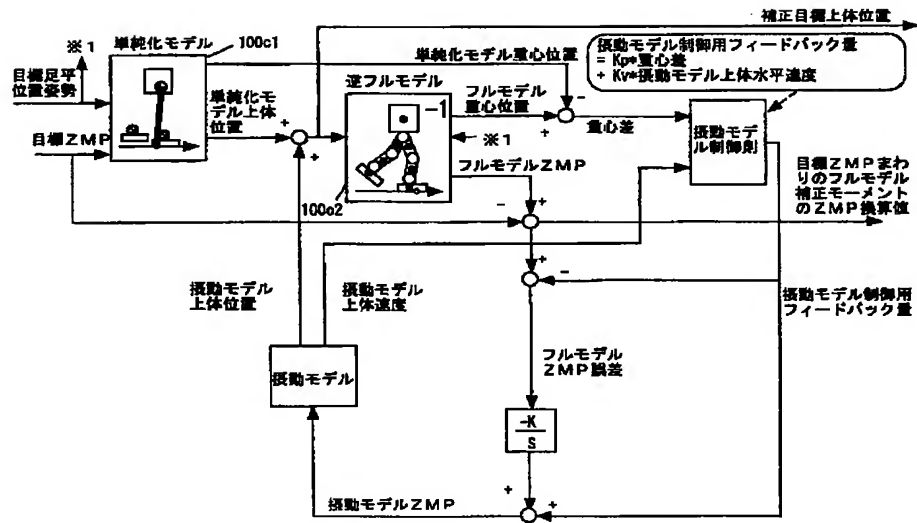 補正目標上体位置
※1
単純化モデル
100c1
目標足平
位置姿勢
目標ZMP
単純化モデル重心位置
単純化モ
デル上体
位置
逆フルモデル
-1
フルモデル
重心位置
※1
フルモデルZMP
100c2
摂動モデル制御用フィードバック量
= Kp*重心差
+ Kv*摂動モデル上体水平速度
重心差
摂動モデ
ル制御則
目標ZMPまわ
りのフルモデル
補正モーメント
のZMP換算値
摂動モデル
上体位置
摂動モデル
上体速度
摂動モデル制御用
フィードバック量
フルモデル
ZMP誤差
摂動モデル
-K
S
摂動モデルZMP
+
+
-
+
-
+
+
-
+
+